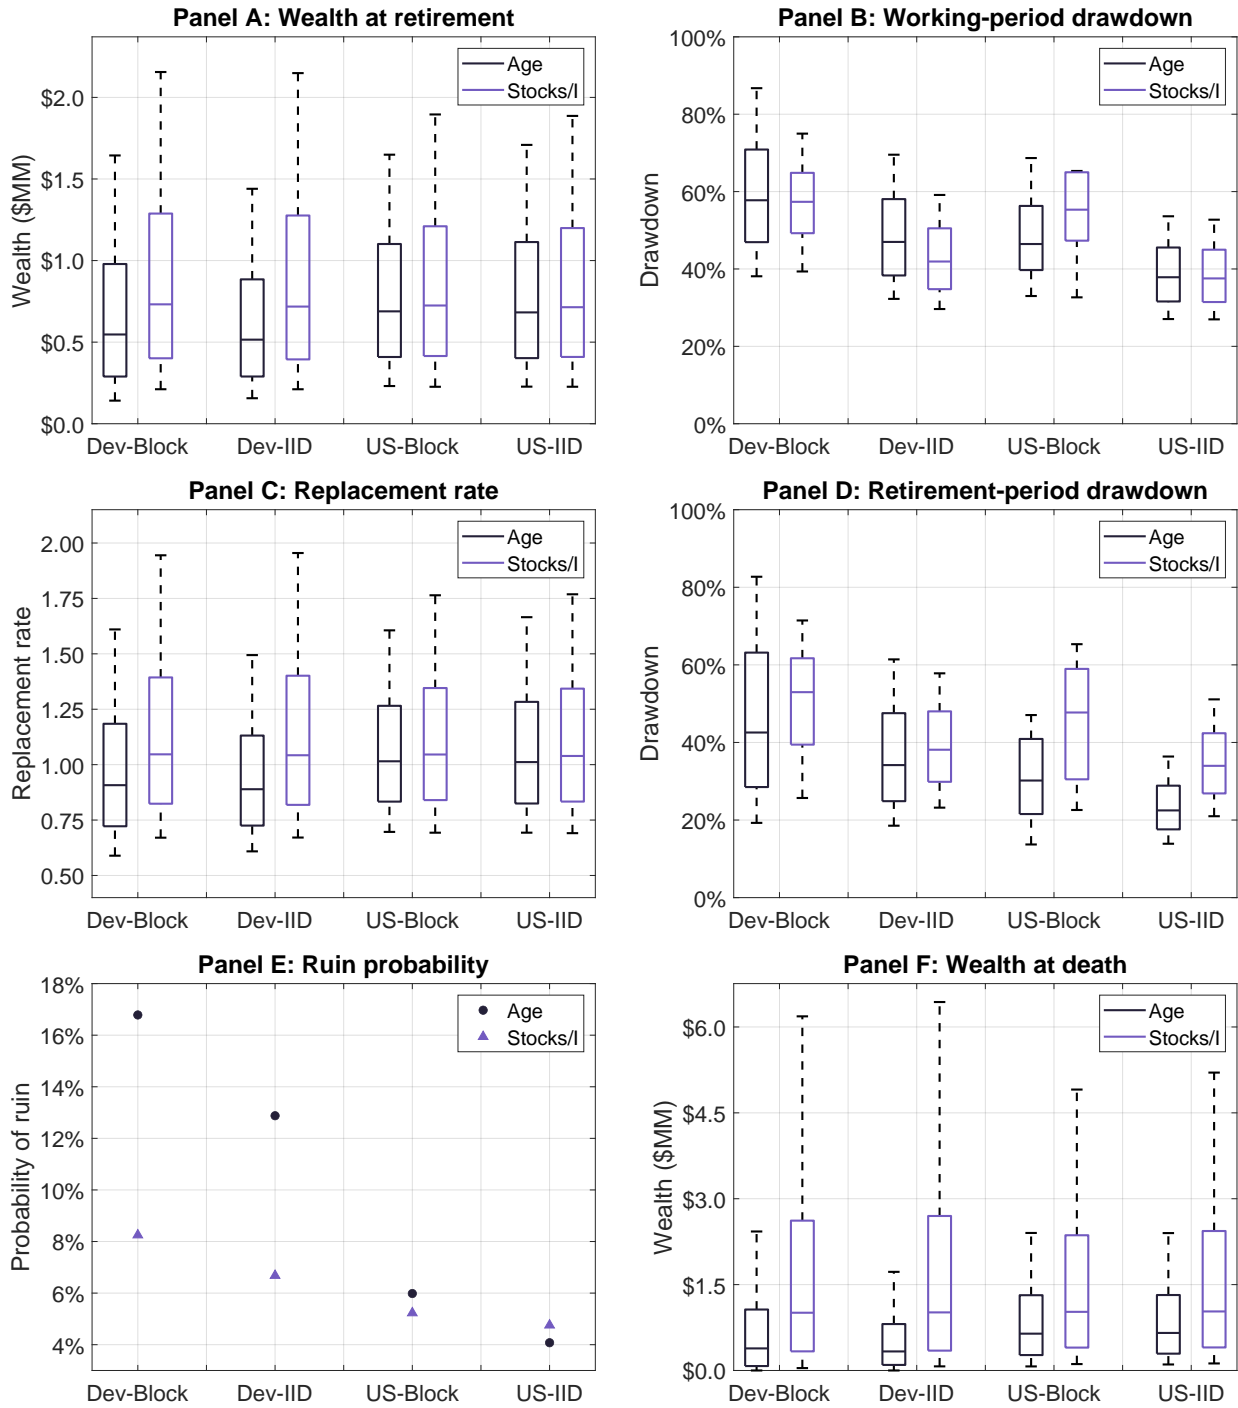 Panel A: Wealth at retirement
Wealth ($MM)
$2.0
$1.5
$1.0
$0.5
$0.0
Age
Stocks/I
Dev-Block
Dev-IID
US-Block
US-IID
Panel B: Working-period drawdown
Drawdown
100%
80%
60%
40%
20%
0%
Age
Stocks/I
Dev-Block
Dev-IID
US-Block
US-IID
Panel C: Replacement rate
Replacement rate
2.00
1.75
1.50
1.25
1.00
0.75
0.50
Age
Stocks/I
Dev-Block
Dev-IID
US-Block
US-IID
Panel D: Retirement-period drawdown
Drawdown
100%
80%
60%
40%
20%
0%
Age
Stocks/I
Dev-Block
Dev-IID
US-Block
US-IID
Panel E: Ruin probability
Probability of ruin
18%
16%
14%
12%
10%
8%
6%
4%
Age
Stocks/I
Dev-Block
Dev-IID
US-Block
US-IID
Panel F: Wealth at death
Wealth ($MM)
$6.0
$4.5
$3.0
$1.5
$0.0
Age
Stocks/I
Dev-Block
Dev-IID
US-Block
US-IID